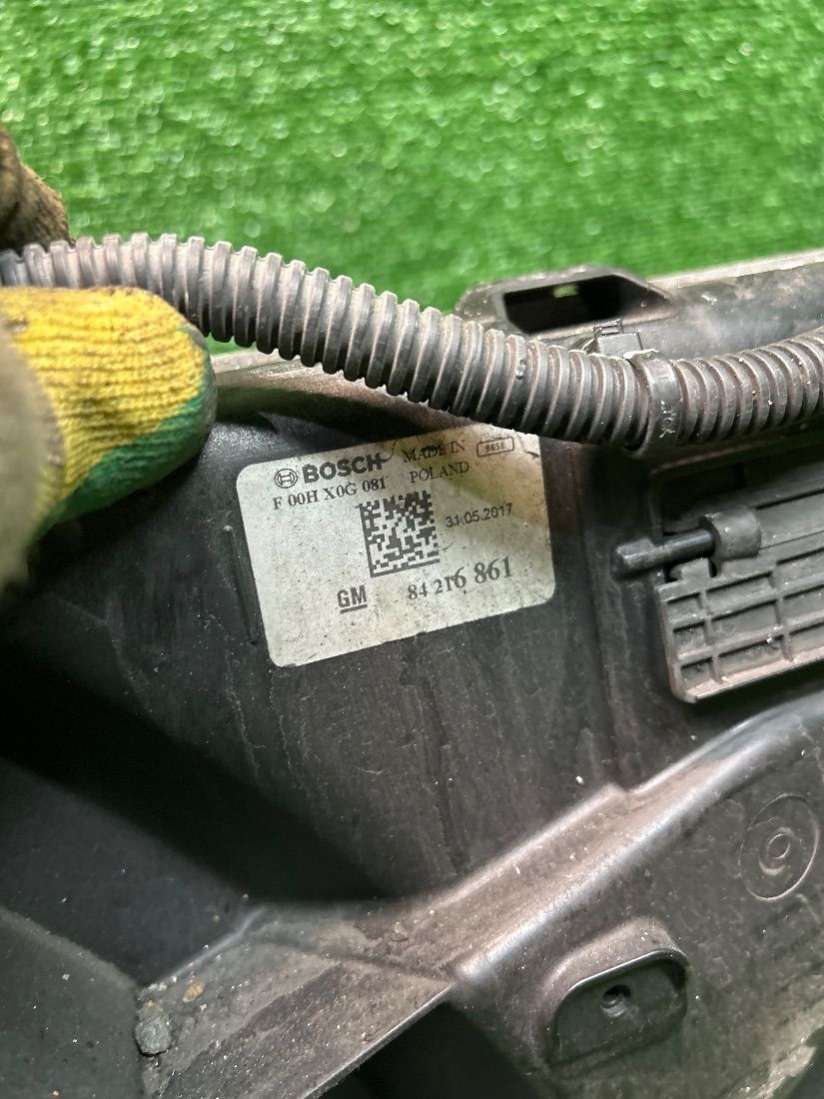 BOSCH MADE IN
F 00H X0G 081 POLAND
31.05.2017
GM 84 216 861